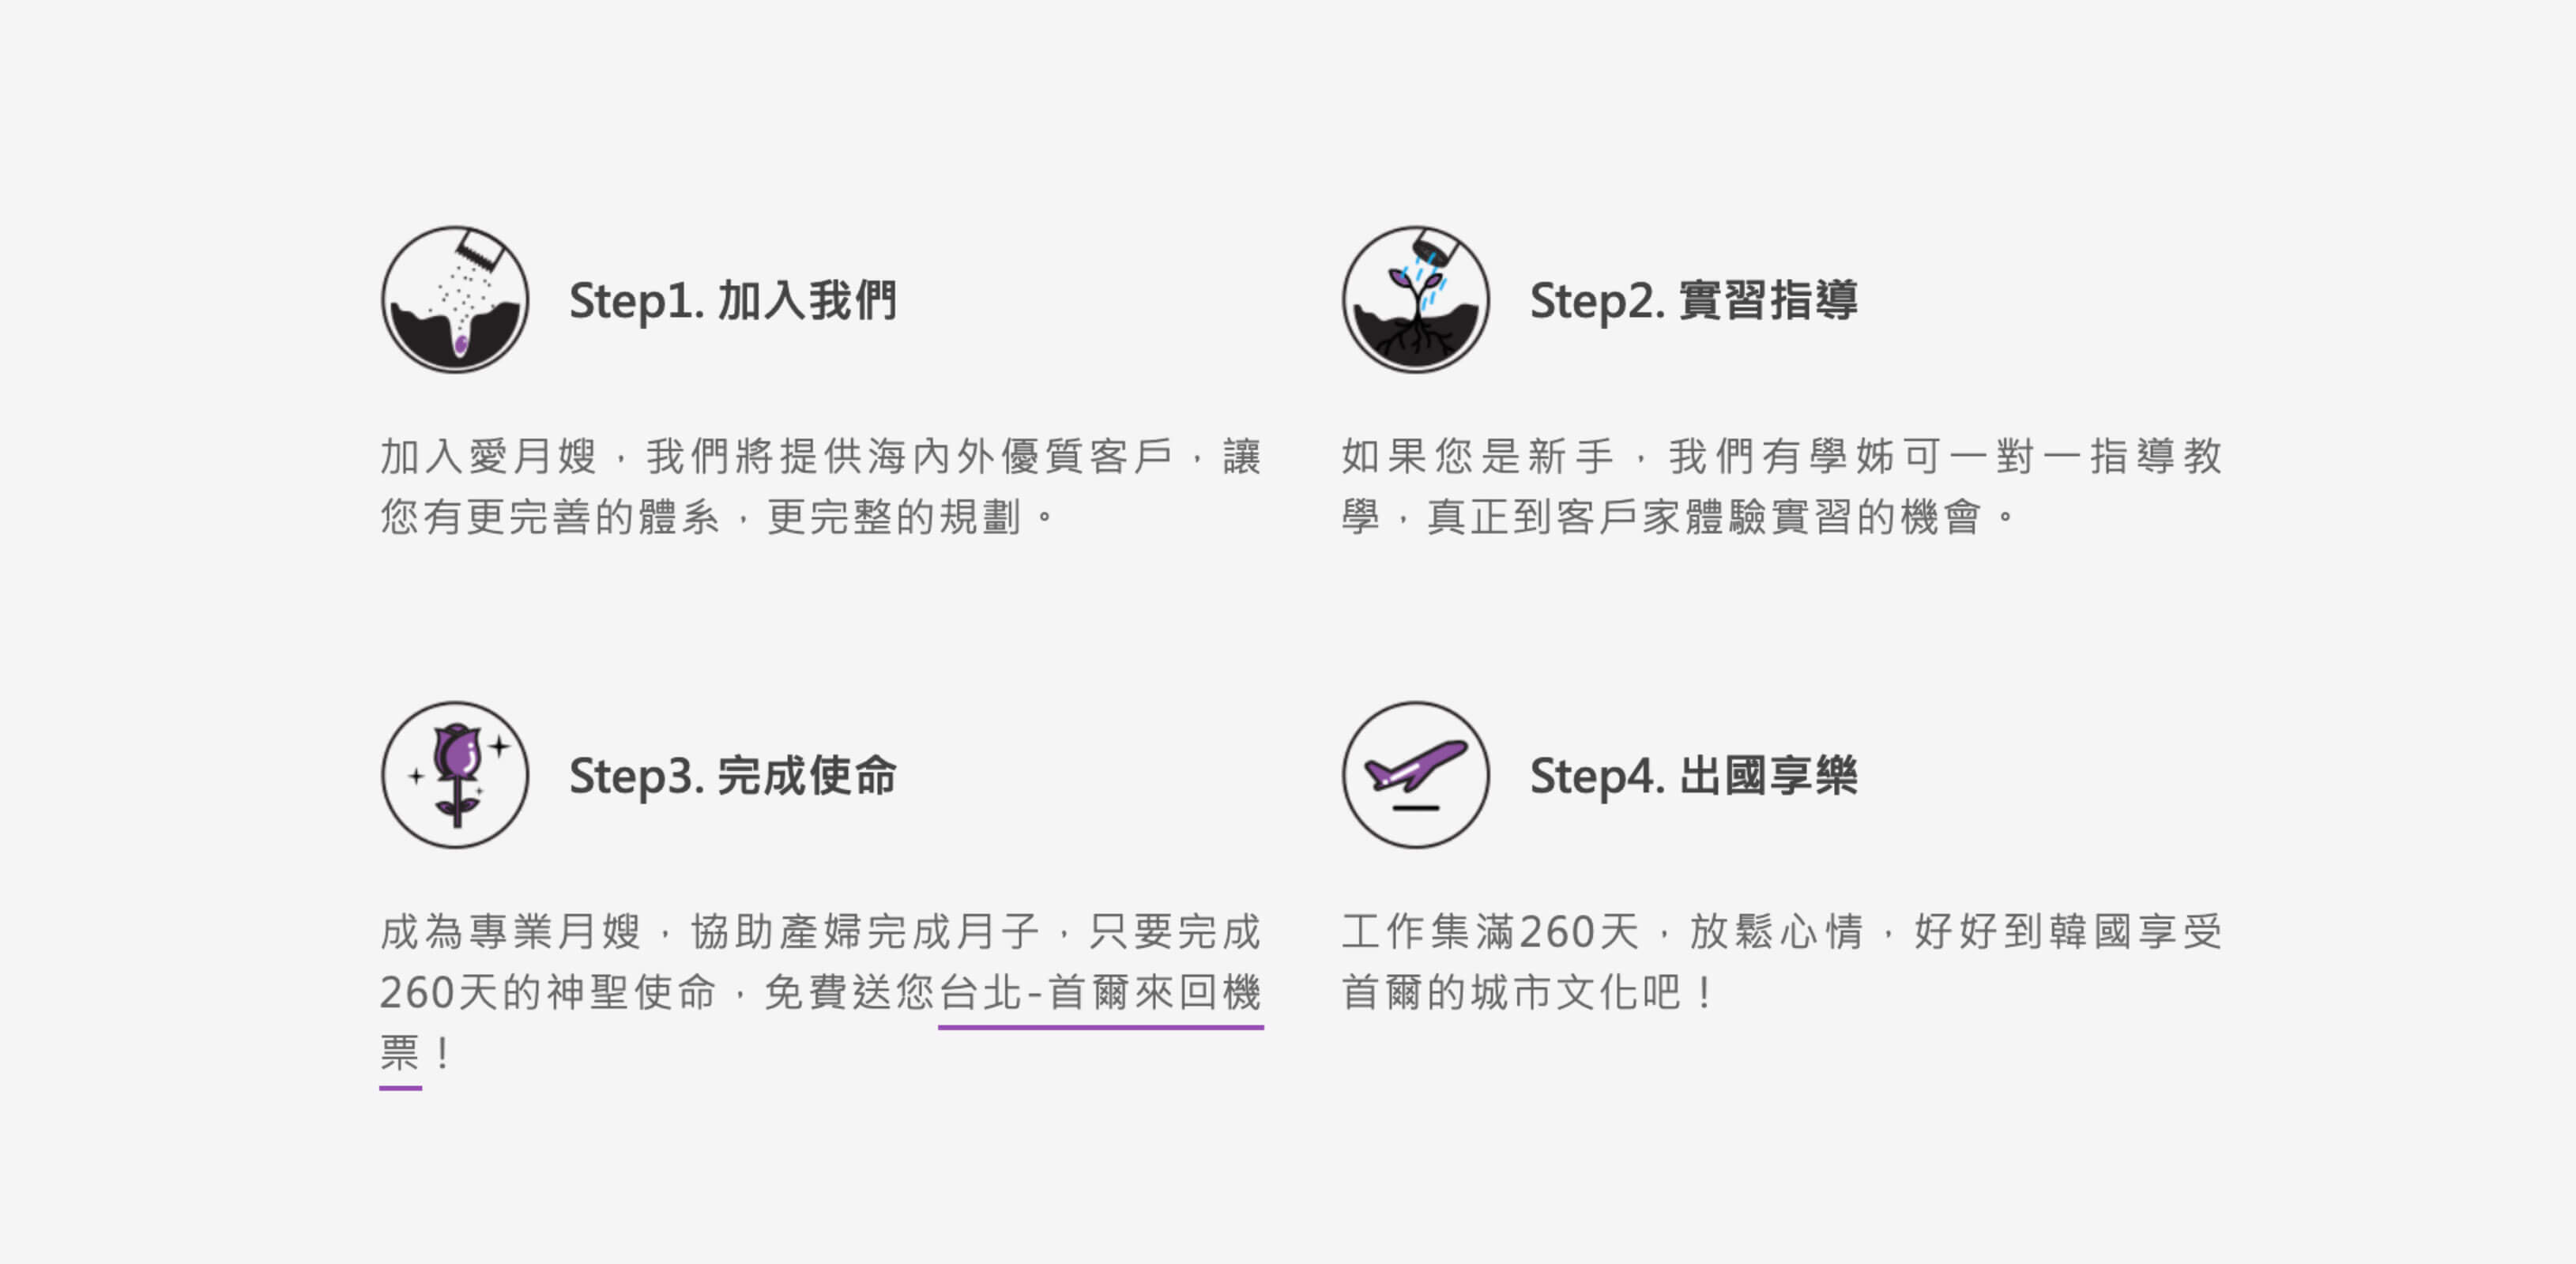 Step1. 加入我們
加入愛月嫂，我們將提供海內外優質客戶，讓
您有更完善的體系，更完整的規劃。
Step2. 實習指導
如果您是新手，我們有學姊可一對一指導教
學，真正到客戶家體驗實習的機會。
Step3. 完成使命
成為專業月嫂，協助產婦完成月子，只要完成
260天的神聖使命，免費送您台北-首爾來回機
票！
Step4. 出國享樂
工作集滿260天，放鬆心情，好好到韓國享受
首爾的城市文化吧！